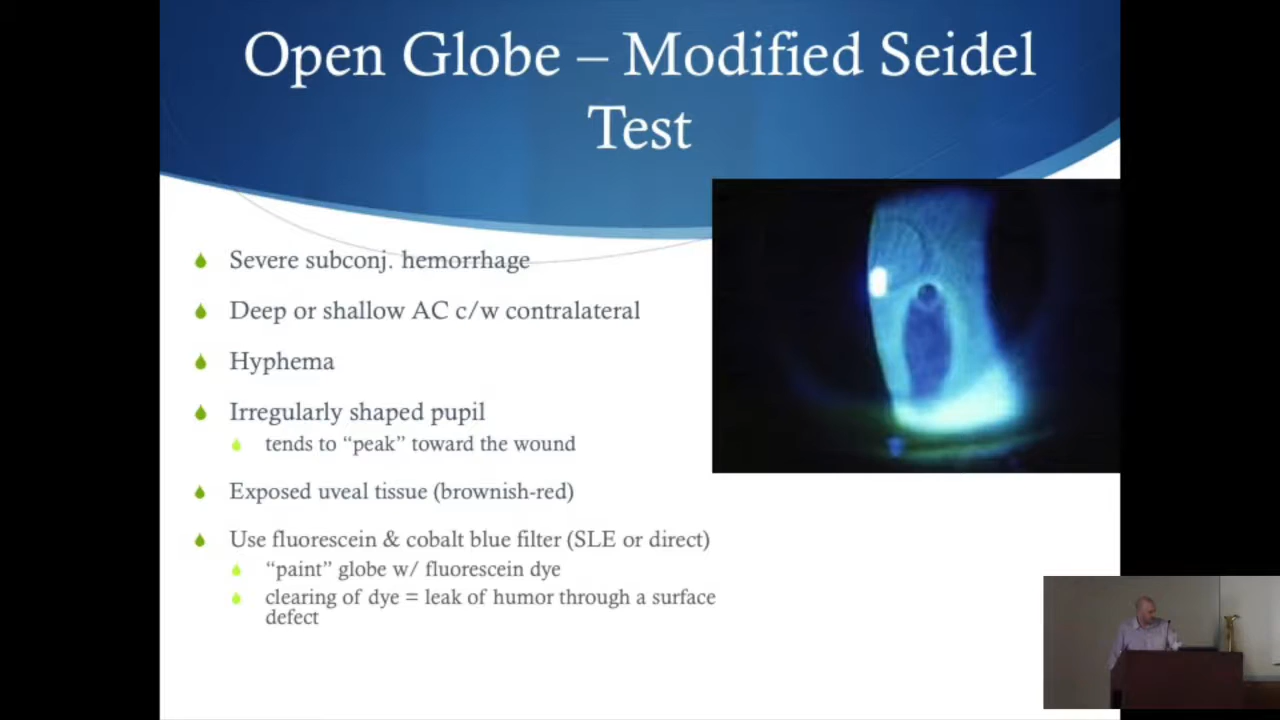 Open Globe – Modified Seidel
Test
Severe subconj. hemorrhage
Deep or shallow AC c/w contralateral
Hyphema
Irregularly shaped pupil
tends to “peak” toward the wound
Exposed uveal tissue (brownish-red)
Use fluorescein & cobalt blue filter (SLE or direct)
“paint” globe w/ fluorescein dye
clearing of dye = leak of humor through a surface
defect